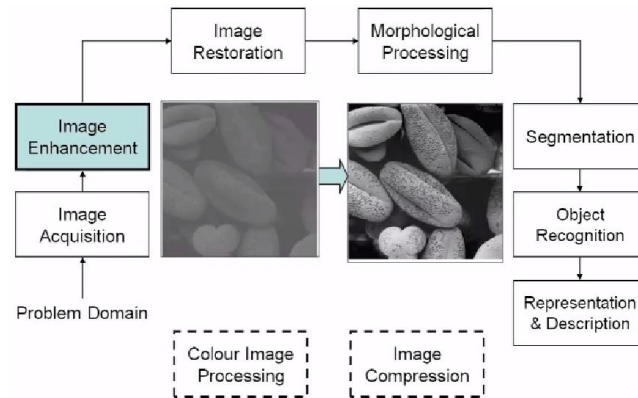 Image
Restoration
Morphological
Processing
Image
Enhancement
Segmentation
Image
Acquisition
Object
Recognition
Problem Domain
Representation
& Description
Colour Image
Processing
Image
Compression